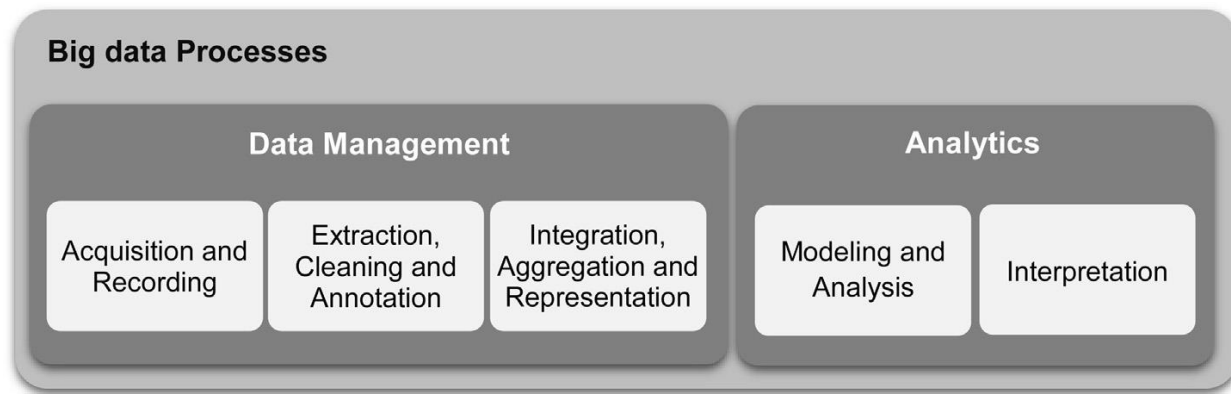 Big data Processes
Data Management
Analytics
Acquisition and
Recording
Extraction,
Cleaning and
Annotation
Integration,
Aggregation and
Representation
Modeling and
Analysis
Interpretation